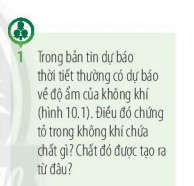 1 Trong bản tin dự báo
thời tiết thường có dự báo
về độ ẩm của không khí
(hình 10.1). Điều đó chứng
tỏ trong không khí chứa
chất gì? Chất đó được tạo ra
từ đâu?